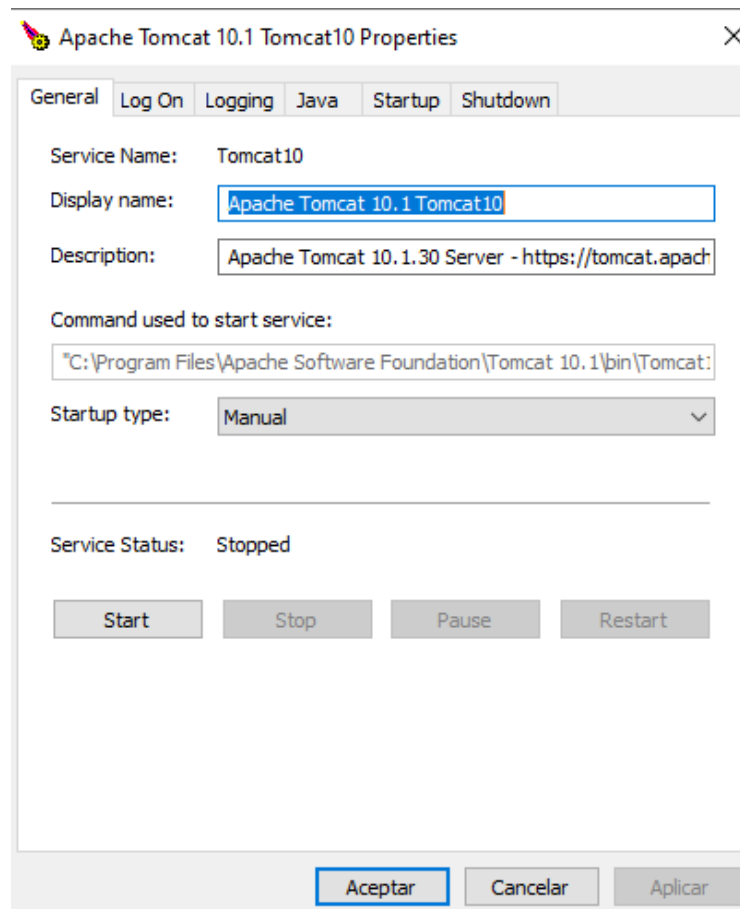 Apache Tomcat 10.1 Tomcat10 Properties
General Log On Logging Java Startup Shutdown
Service Name: Tomcat10
Display name: Apache Tomcat 10.1 Tomcat10
Description: Apache Tomcat 10.1.30 Server - https://tomcat.apach
Command used to start service:
"C:\Program Files\Apache Software Foundation\Tomcat 10.1\bin\Tomcat1
Startup type: Manual
Service Status: Stopped
Start Stop Pause Restart
Aceptar Cancelar Aplicar